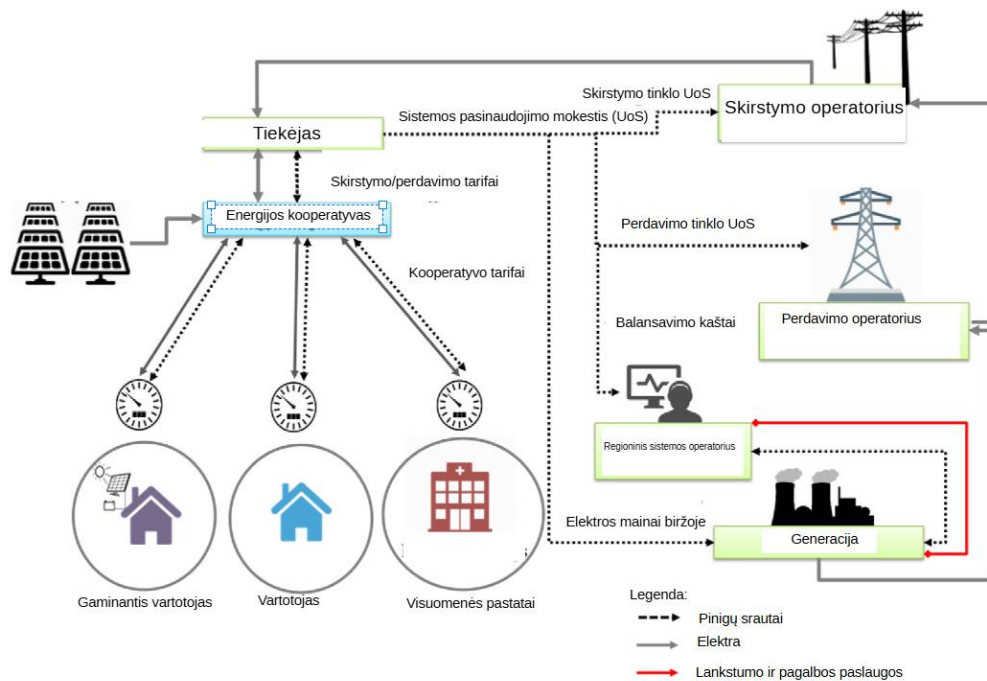 Skirstymo tinklo UoS
Skirstymo operatorius
Sistemos pasinaudojimo mokestis (UoS)
Tiekėjas
Skirstymo/perdavimo tarifai
Energijos kooperatyvas
Perdavimo tinklo UoS
Kooperatyvo tarifai
Perdavimo operatorius
Balansavimo kaštai
Regioninis sistemos operatorius
Elektros mainai biržoje
Generacija
Gaminantis vartotojas
Vartotojas
Visuomenės pastatai
Legenda:
Pinigų srautai
Elektra
Lankstumo ir pagalbos paslaugos